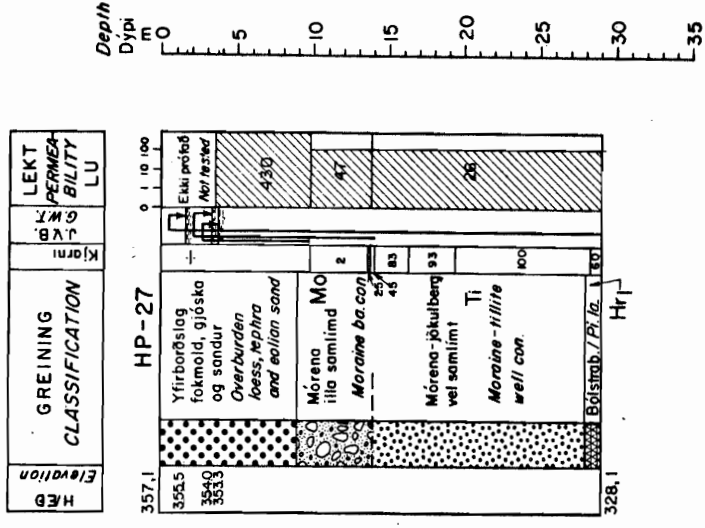 HÆÐ
Elevation
GREINING
CLASSIFICATION
Kjarni
J.V.B.
G.W.T.
LEKT
PERMEA-
BILITY
LU
Depth
Dýpi
m
HP-27
0 1 10 100
357,1
355.5
354.0
353.3
328,1
Yfirborðslag
fokmold, gjóska
og sandur
Overburden
loess, tephra
and eolian sand
Mórena
illa samlímd
Mo
Moraine ba.con.
Mórena-jökulberg
vel samlímt
Ti
Moraine-tillite
well con.
Bólstrab./Pi.la.
Hr1
2
25
45
83
93
100
60
Ekki prófað
Not tested
430
47
26
0
5
10
15
20
25
30
35